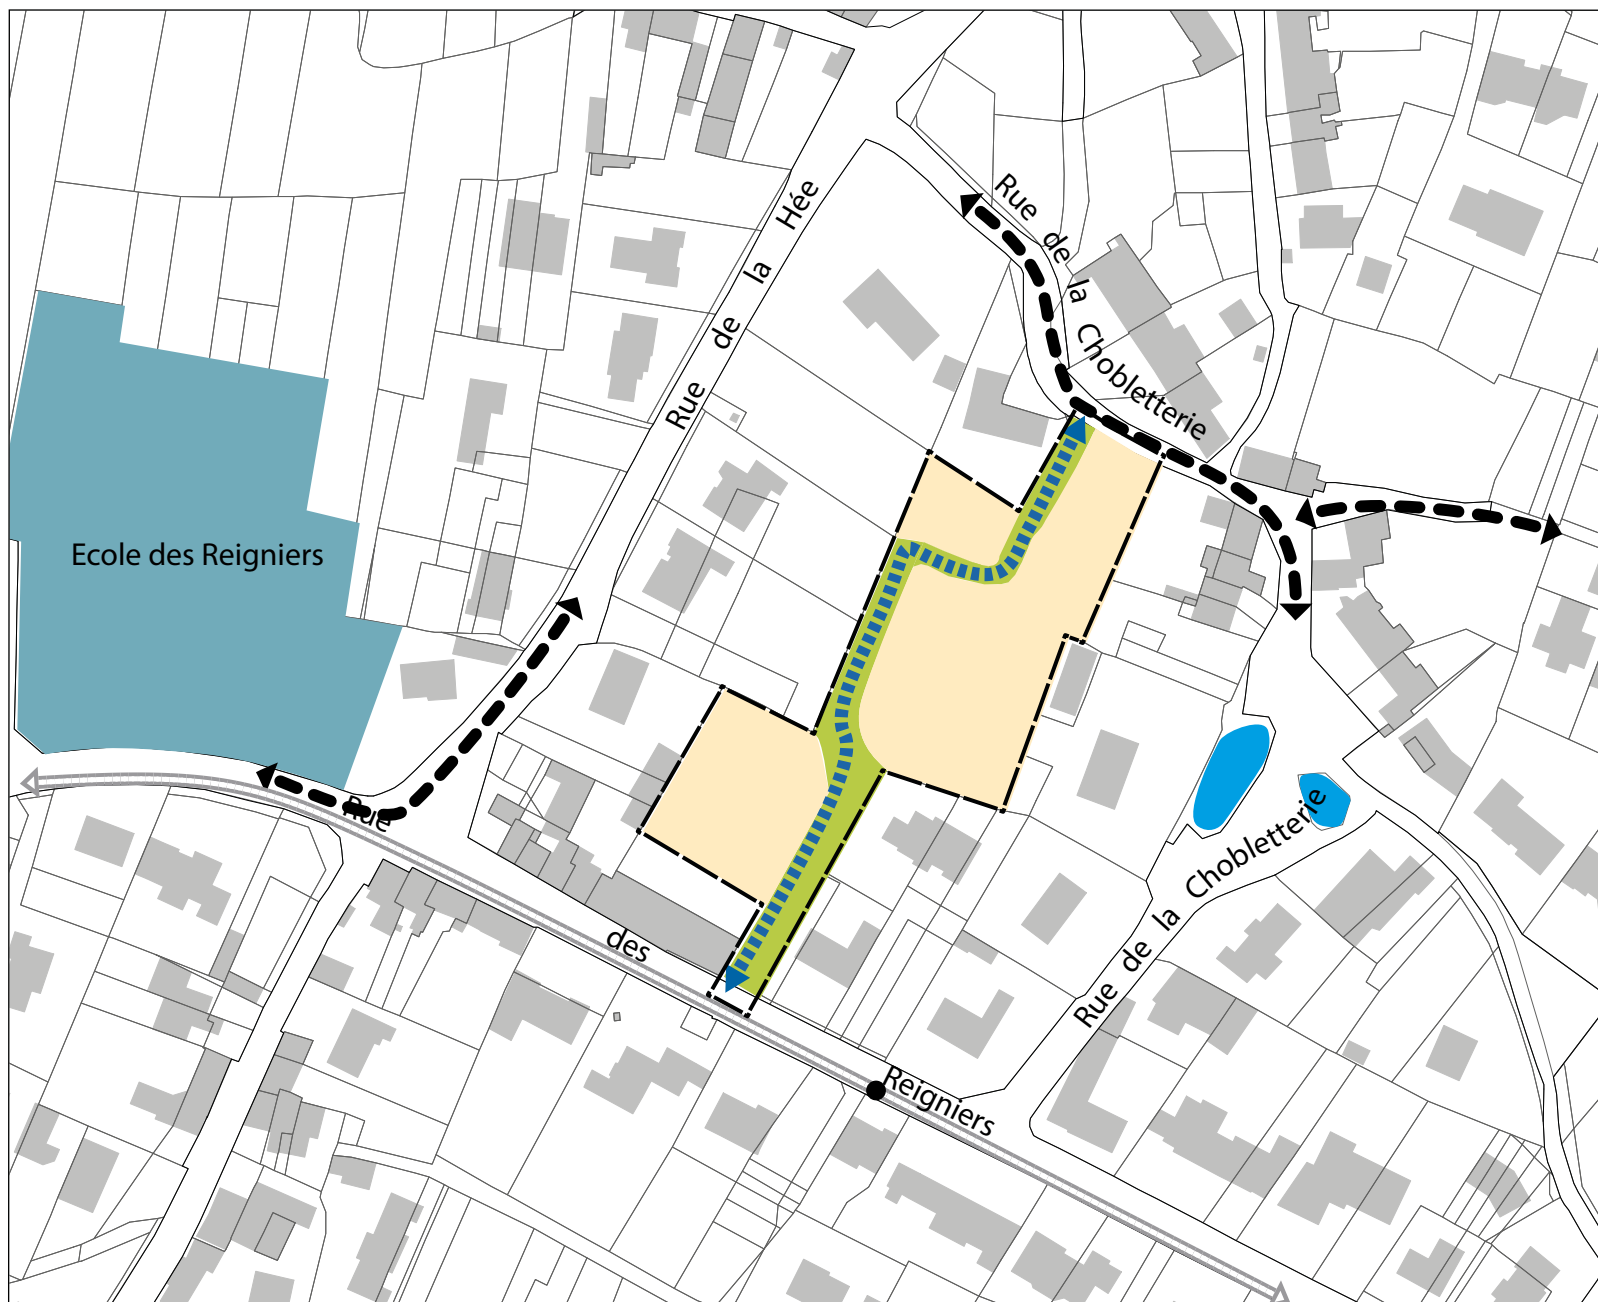 Rue de la Hée
Rue de la Chobletterie
Ecole des Reigniers
Rue des Reigniers
Rue de la Chobletterie